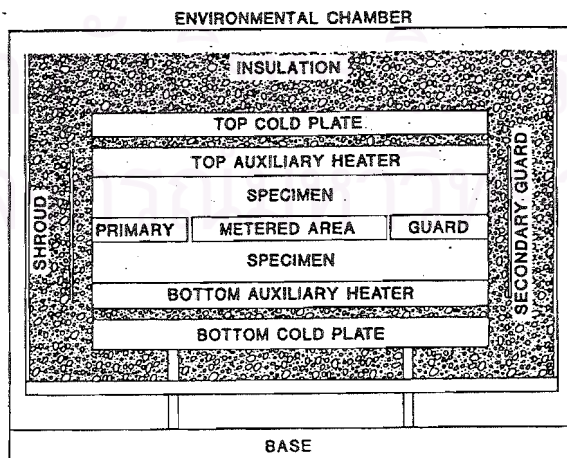 ENVIRONMENTAL CHAMBER
INSULATION
TOP COLD PLATE
TOP AUXILIARY HEATER
SPECIMEN
PRIMARY METERED AREA GUARD
SPECIMEN
BOTTOM AUXILIARY HEATER
BOTTOM COLD PLATE
SHROUD
SECONDARY GUARD
BASE